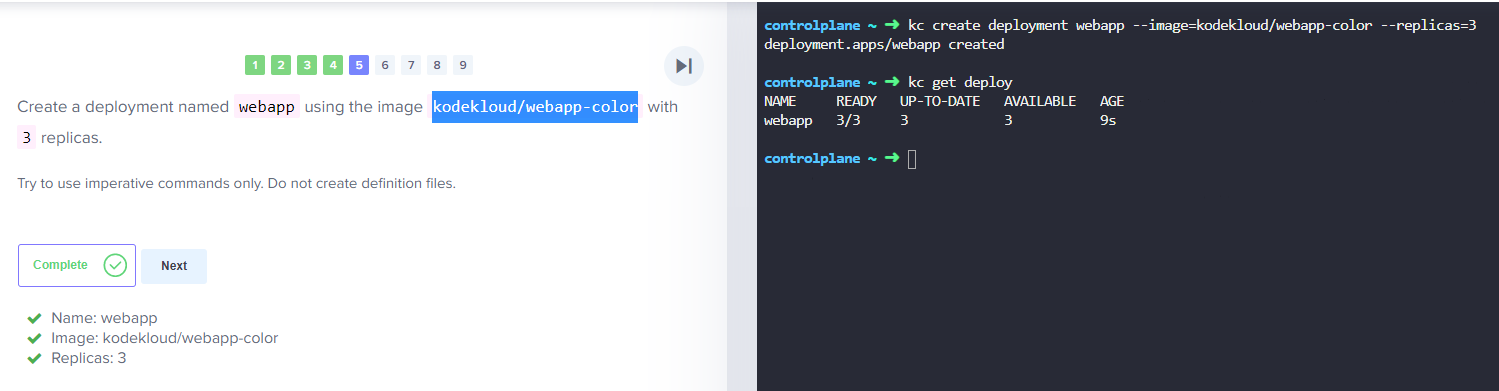 1 2 3 4 5 6 7 8 9
Create a deployment named webapp using the image kodekloud/webapp-color with
3 replicas.
Try to use imperative commands only. Do not create definition files.
Complete Next
Name: webapp
Image: kodekloud/webapp-color
Replicas: 3
controlplane ~ ➜ kc create deployment webapp --image=kodekloud/webapp-color --replicas=3
deployment.apps/webapp created
controlplane ~ ➜ kc get deploy
NAME READY UP-TO-DATE AVAILABLE AGE
webapp 3/3 3 3 9s
controlplane ~ ➜